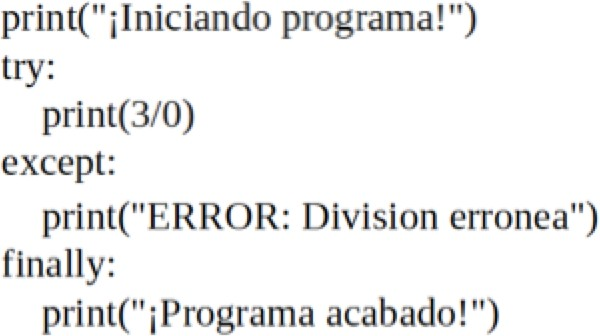 print("¡Iniciando programa!")
try:
    print(3/0)
except:
    print("ERROR: Division erronea")
finally:
    print("¡Programa acabado!")